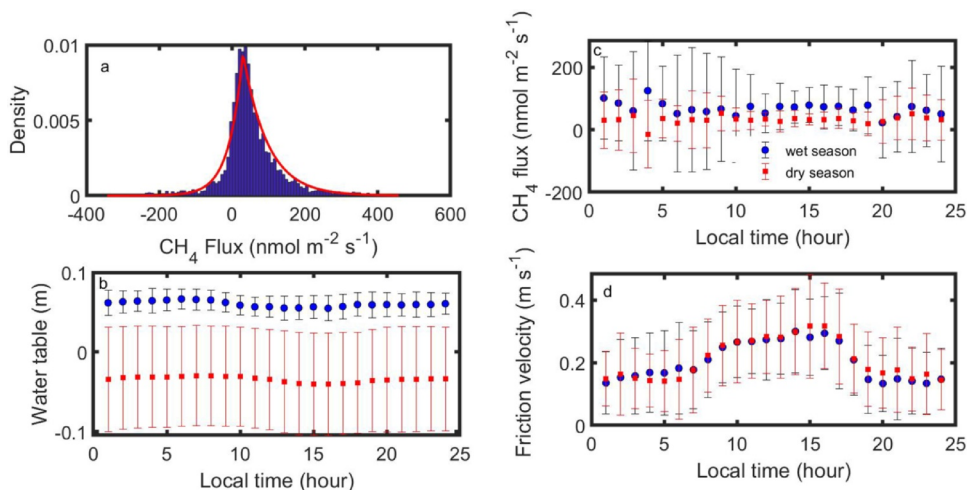 a
0.01
0.005
0
Density
-400 -200 0 200 400 600
CH4 Flux (nmol m-2 s-1)
b
0.1
0
-0.1
Water table (m)
0 5 10 15 20 25
Local time (hour)
c
200
0
-200
CH4 flux (nmol m-2 s-1)
wet season
dry season
0 5 10 15 20 25
Local time (hour)
d
0.4
0.2
0
Friction velocity (m s-1)
0 5 10 15 20 25
Local time (hour)